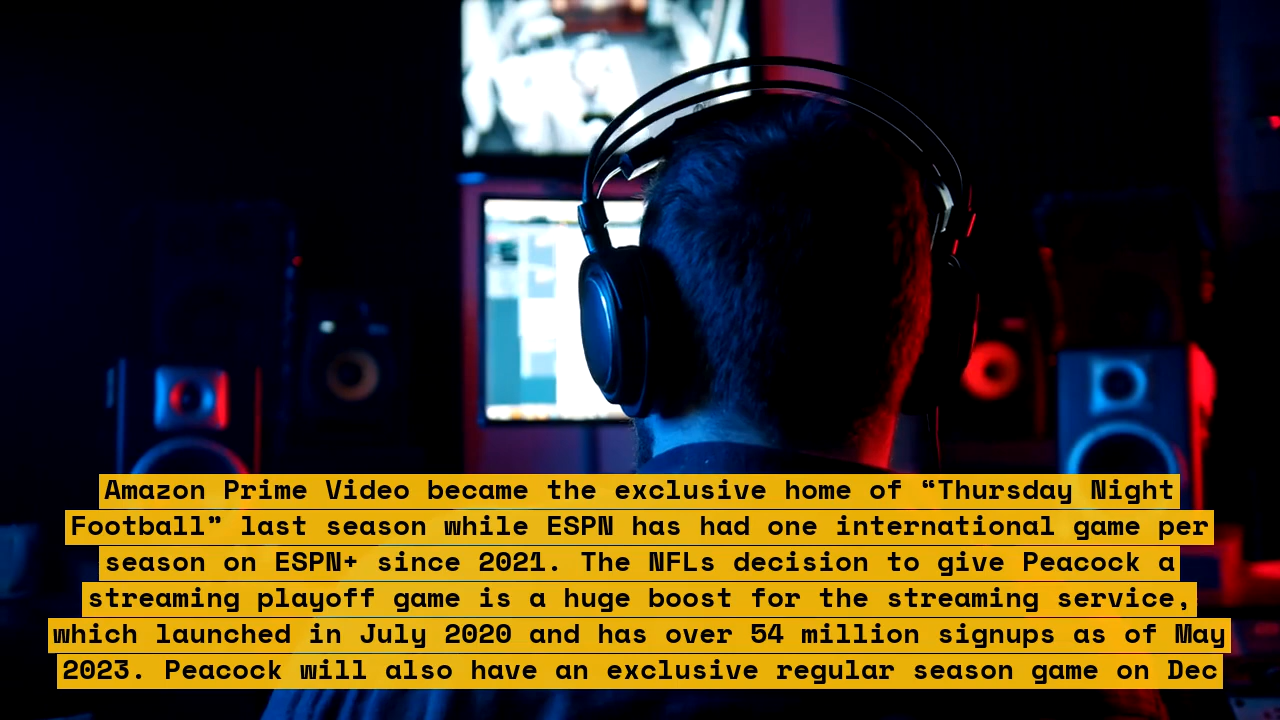 Amazon Prime Video became the exclusive home of “Thursday Night
Football” last season while ESPN has had one international game per
season on ESPN+ since 2021. The NFLs decision to give Peacock a
streaming playoff game is a huge boost for the streaming service,
which launched in July 2020 and has over 54 million signups as of May
2023. Peacock will also have an exclusive regular season game on Dec